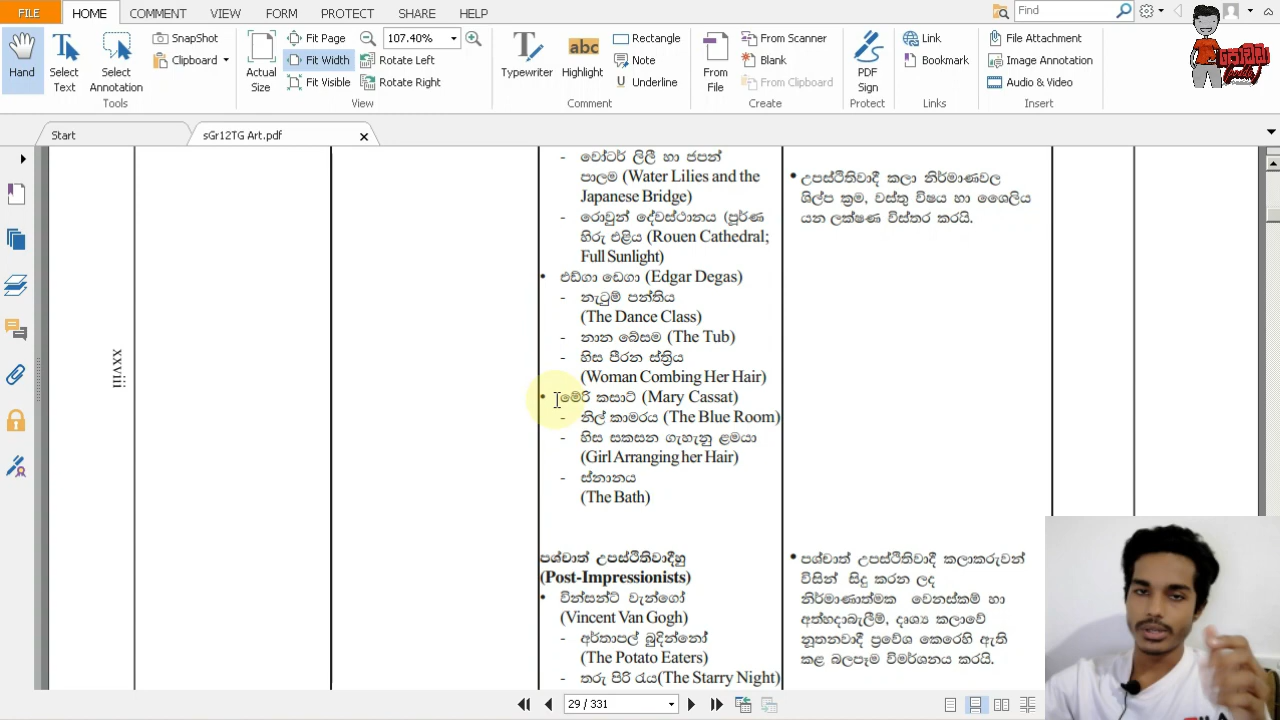 FILE HOME COMMENT VIEW FORM PROTECT SHARE HELP Find
SnapShot Fit Page 107.40% Rectangle From Scanner Link File Attachment
Clipboard Fit Width Rotate Left Note Blank Bookmark Image Annotation
Hand Select Text Select Annotation Actual Size Fit Visible Rotate Right Typewriter Highlight Underline From File From Clipboard PDF Sign Audio & Video
Tools View Comment Create Protect Links Insert
Start sGr12TG Art.pdf
xxviii
- වෝටර් ලිලී හා ජපන්
පාලම (Water Lilies and the
Japanese Bridge)
- රොවුන් දේවස්ථානය (පූර්ණ
හිරු එළිය (Rouen Cathedral;
Full Sunlight)
• එඩ්ගා ඩෙගා (Edgar Degas)
- නැටුම් පන්තිය
(The Dance Class)
- නාන බේසම (The Tub)
- හිස පීරන ස්ත්‍රිය
(Woman Combing Her Hair)
• මේරි කසාට් (Mary Cassat)
- නිල් කාමරය (The Blue Room)
- හිස සකසන ගැහැනු ළමයා
(Girl Arranging her Hair)
- ස්නානය
(The Bath)
පශ්චාත් උපස්ථිතිවාදීහු
(Post-Impressionists)
• වින්සන්ට් වැන්ගෝ
(Vincent Van Gogh)
- අර්තාපල් බුදින්නෝ
(The Potato Eaters)
- තරු පිරි රැය(The Starry Night)
• උපස්ථිතිවාදී කලා නිර්මාණවල
ශිල්ප ක්‍රම, වස්තු විෂය හා ශෛලිය
යන ලක්ෂණ විස්තර කරයි.
• පශ්චාත් උපස්ථිතිවාදී කලාකරුවන්
විසින් සිදු කරන ලද
නිර්මාණාත්මක වෙනස්කම් හා
අත්හදාබැලීම්, දෘශ්‍ය කලාවේ
නූතනවාදී ප්‍රවේශ කෙරෙහි ඇති
කළ බලපෑම විමර්ශනය කරයි.
29 / 331